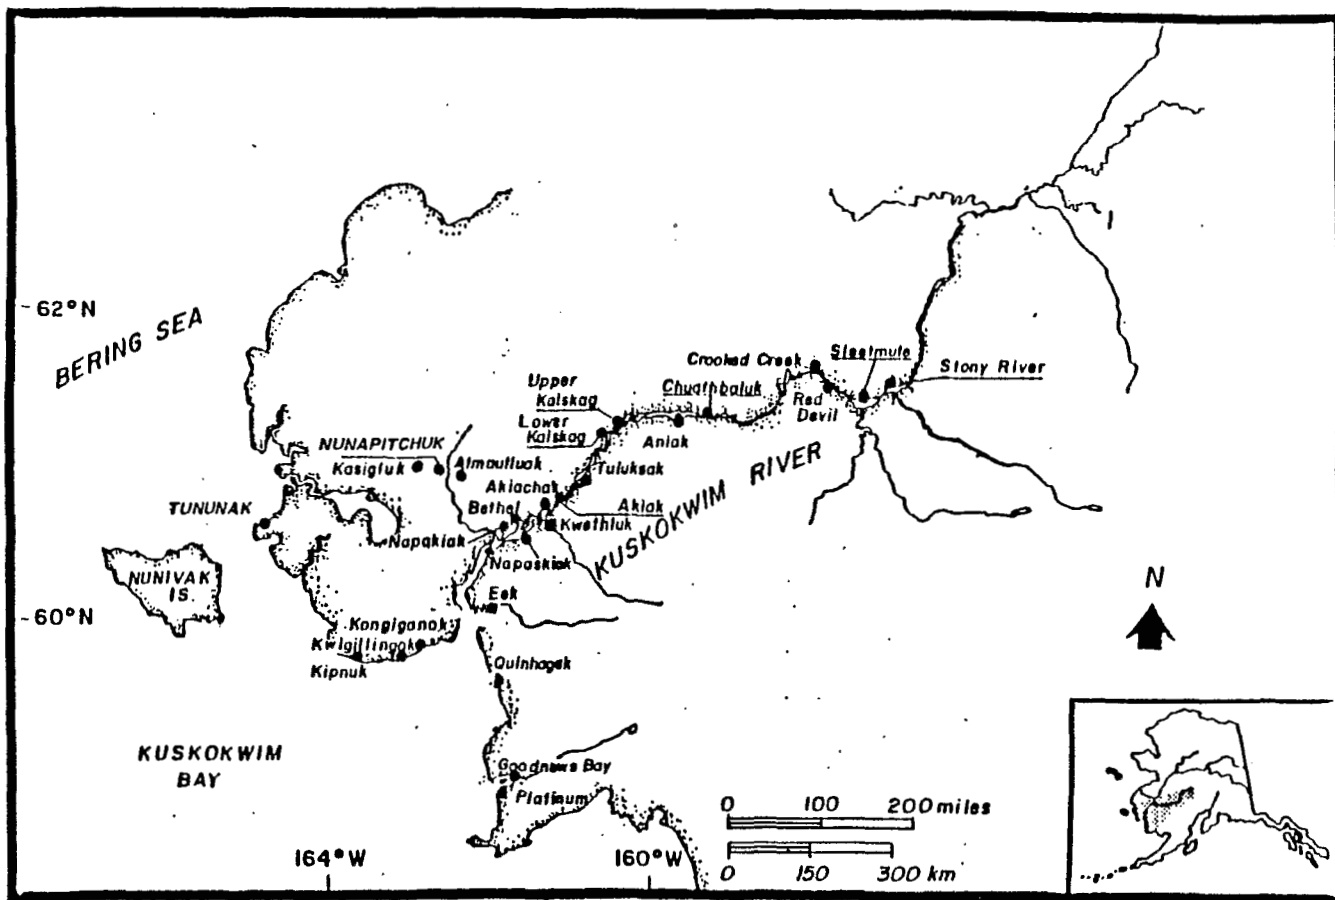 62°N
BERING SEA
Crooked Creek
Sleetmute
Stony River
Upper
Kalskag
Chuathbaluk
Red
Devil
Lower
Kalskag
Aniak
NUNAPITCHUK
Kasigluk
Atmautluak
Tuluksak
Akiachak
KUSKOKWIM RIVER
TUNUNAK
Bethel
Akiak
Kwethluk
Napakiak
Napaskiak
NUNIVAK
IS.
N
Eek
60°N
Kongiganak
Kwigillingok
Kipnuk
Quinhagak
KUSKOKWIM
BAY
Goodnews Bay
Platinum
0 100 200 miles
0 150 300 km
164°W
160°W